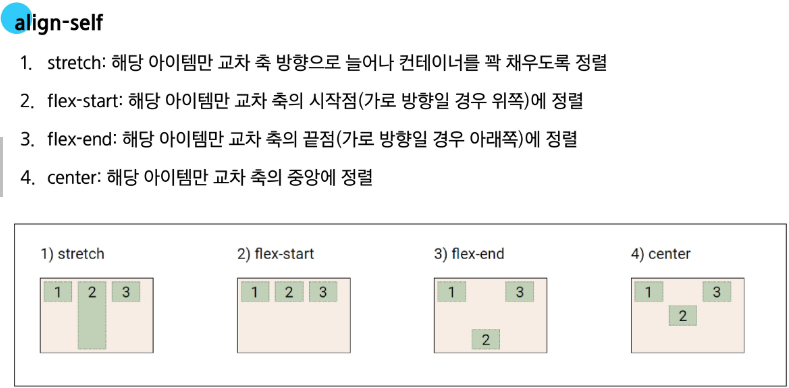 align-self
1. stretch: 해당 아이템만 교차 축 방향으로 늘어나 컨테이너를 꽉 채우도록 정렬
2. flex-start: 해당 아이템만 교차 축의 시작점(가로 방향일 경우 위쪽)에 정렬
3. flex-end: 해당 아이템만 교차 축의 끝점(가로 방향일 경우 아래쪽)에 정렬
4. center: 해당 아이템만 교차 축의 중앙에 정렬
1) stretch 2) flex-start 3) flex-end 4) center
1 2 3 1 2 3 1 3 1 3
2
2